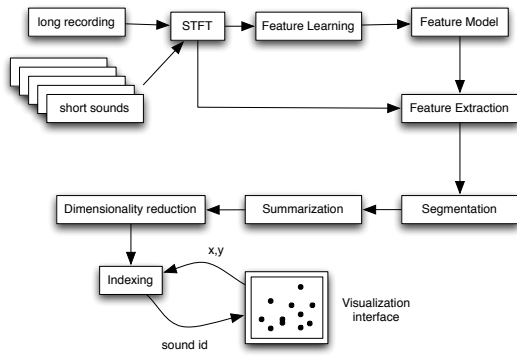 long recording
STFT
Feature Learning
Feature Model
short sounds
Feature Extraction
Dimensionality reduction
Summarization
Segmentation
x,y
Indexing
Visualization
interface
sound id